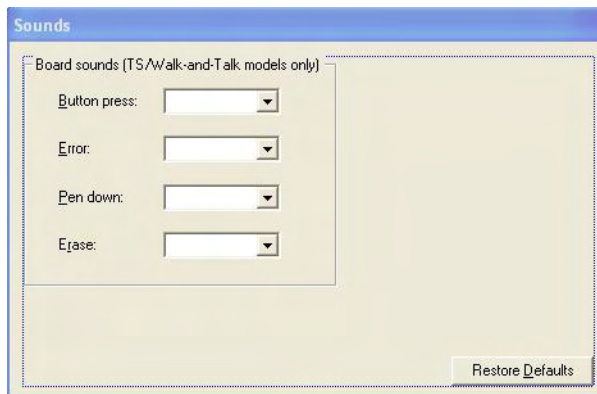 Sounds
Board sounds (TS/Walk-and-Talk models only)
Button press:
Error:
Pen down:
Erase:
Restore Defaults